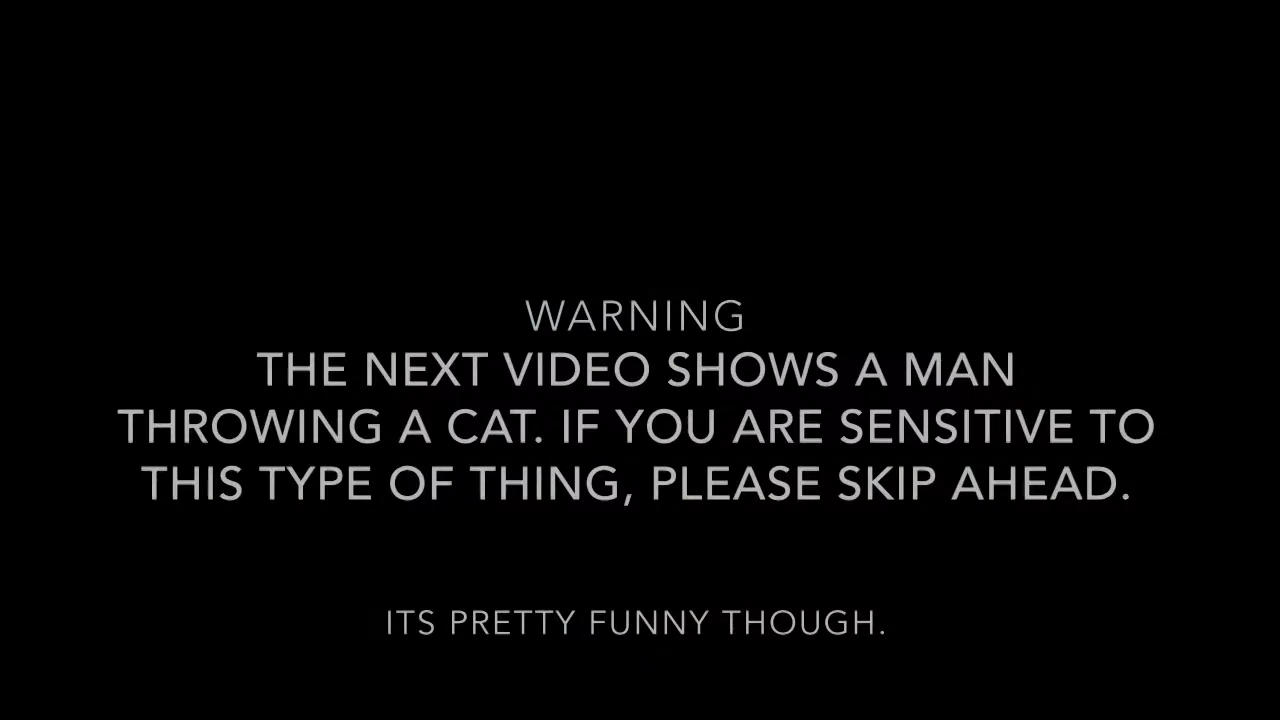 WARNING
THE NEXT VIDEO SHOWS A MAN
THROWING A CAT. IF YOU ARE SENSITIVE TO
THIS TYPE OF THING, PLEASE SKIP AHEAD.
ITS PRETTY FUNNY THOUGH.